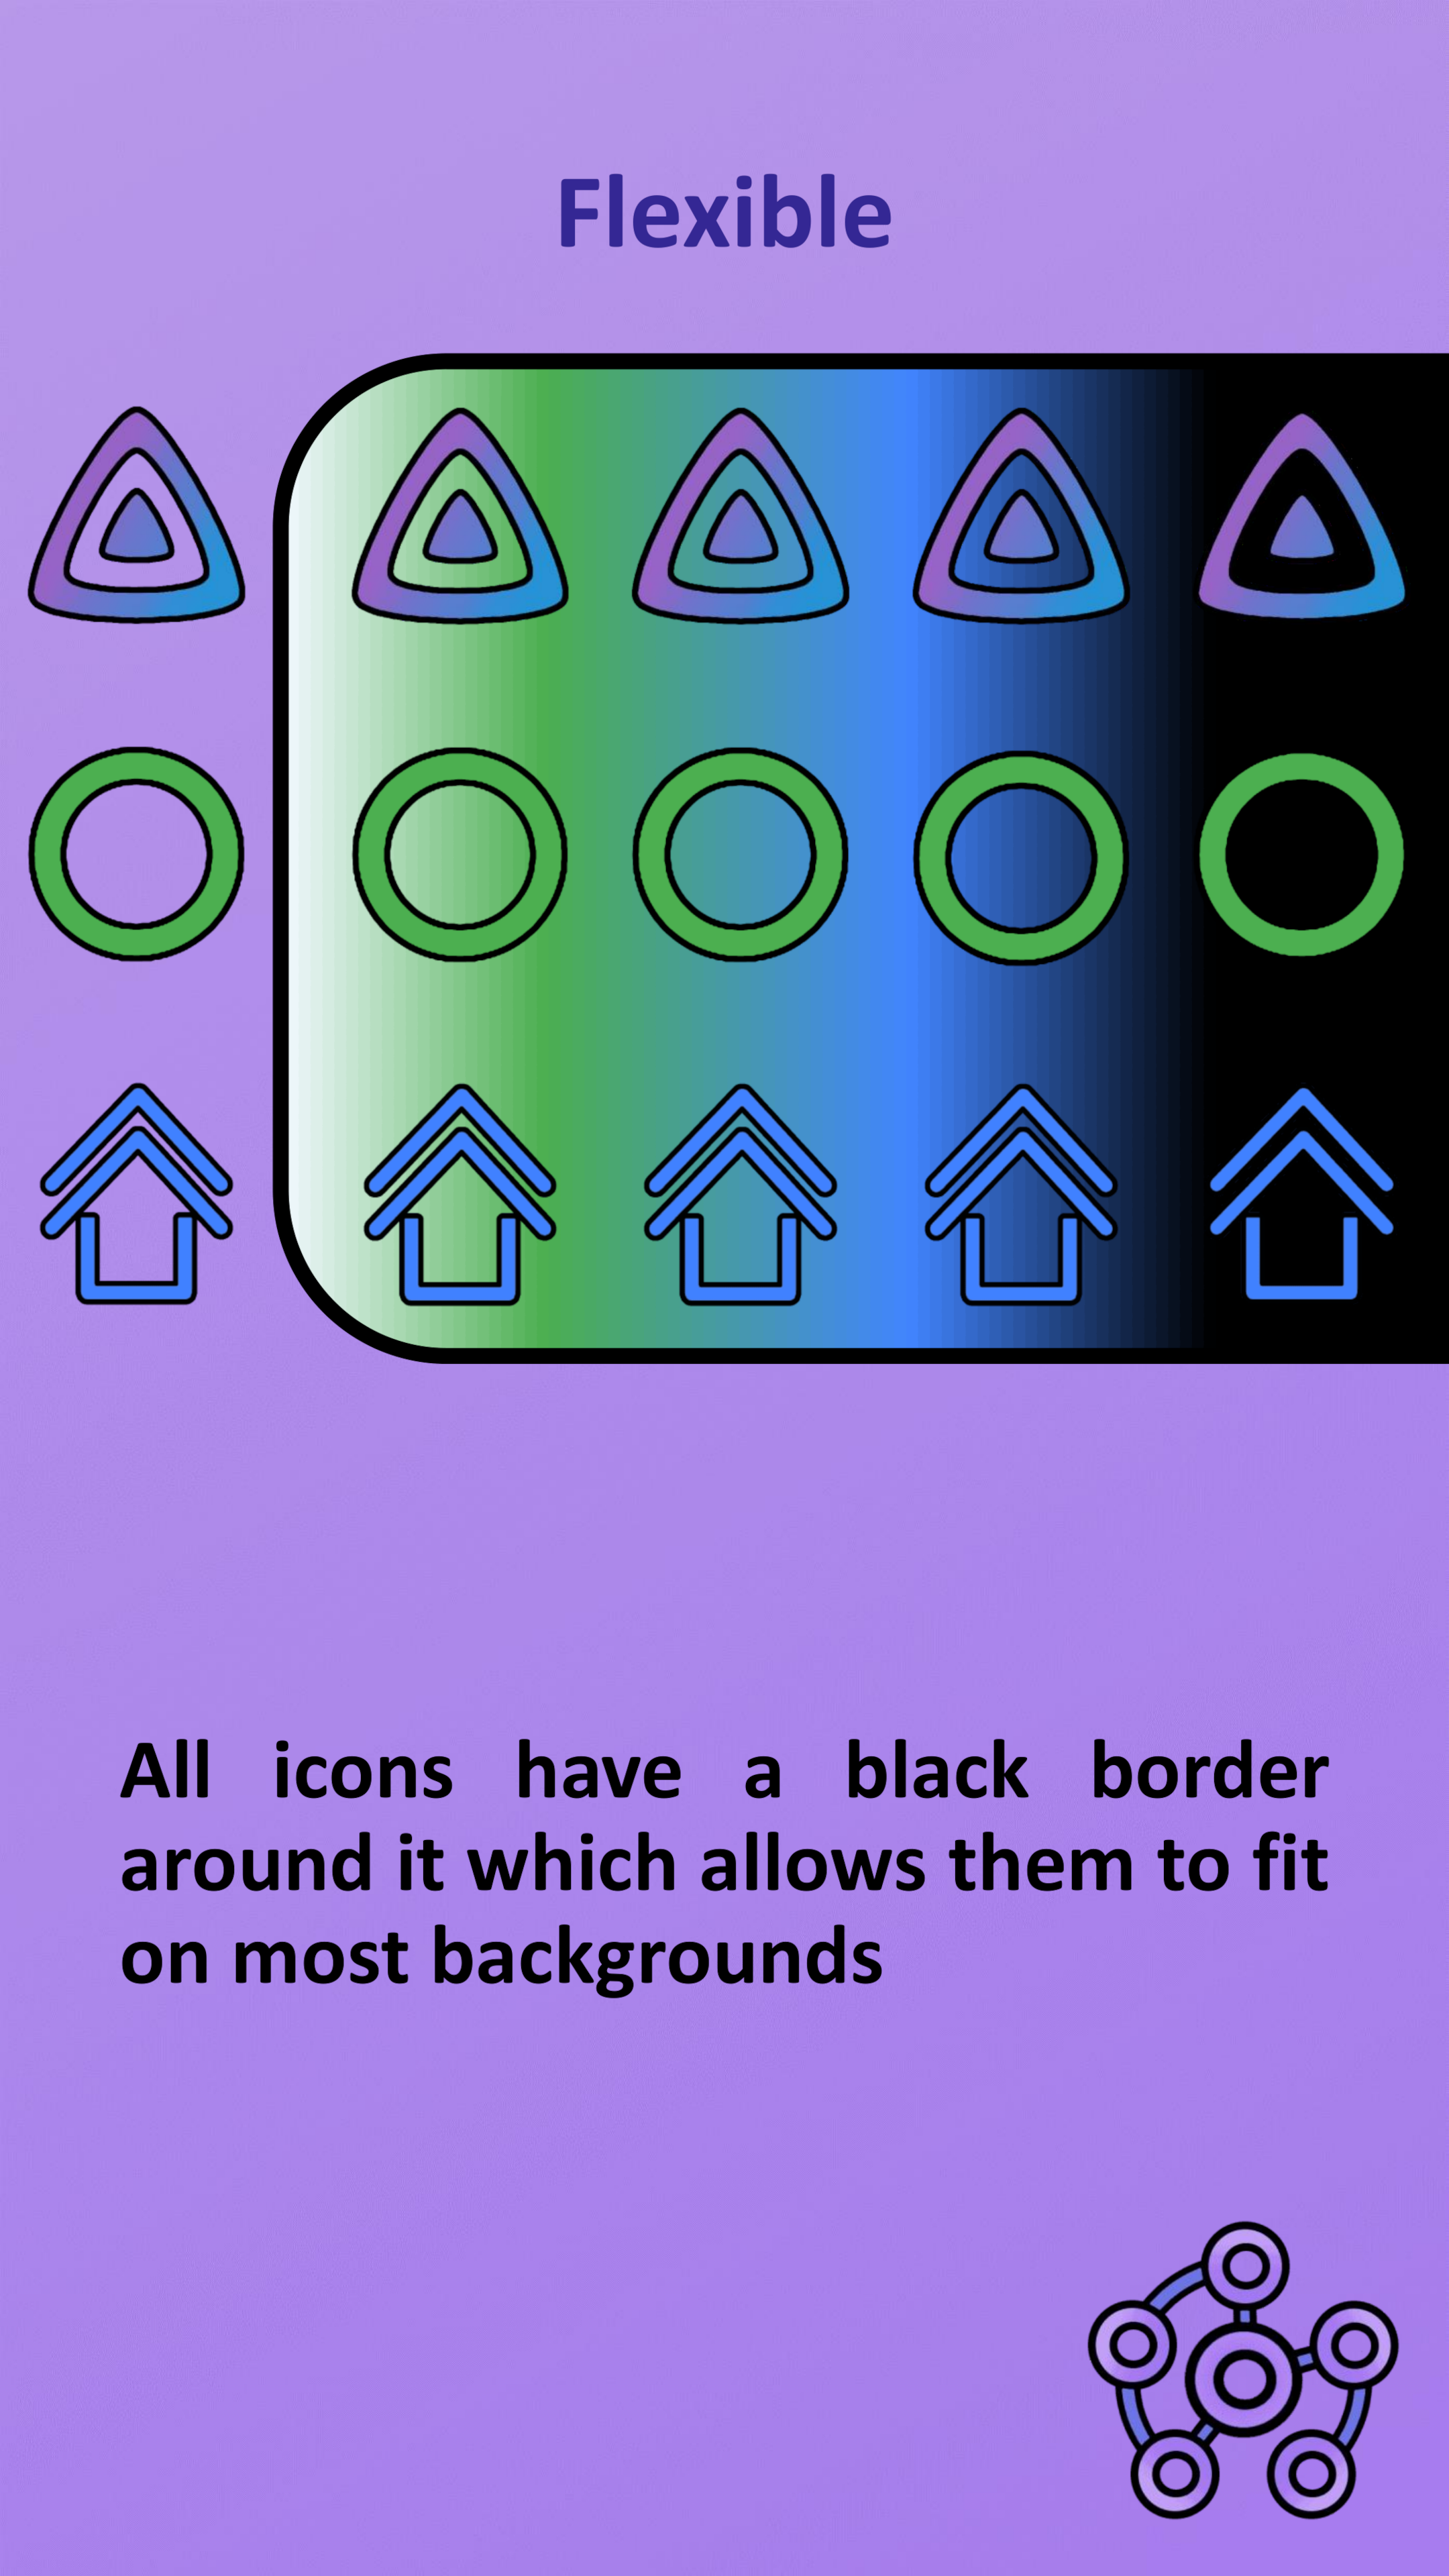 Flexible
All icons have a black border
around it which allows them to fit
on most backgrounds